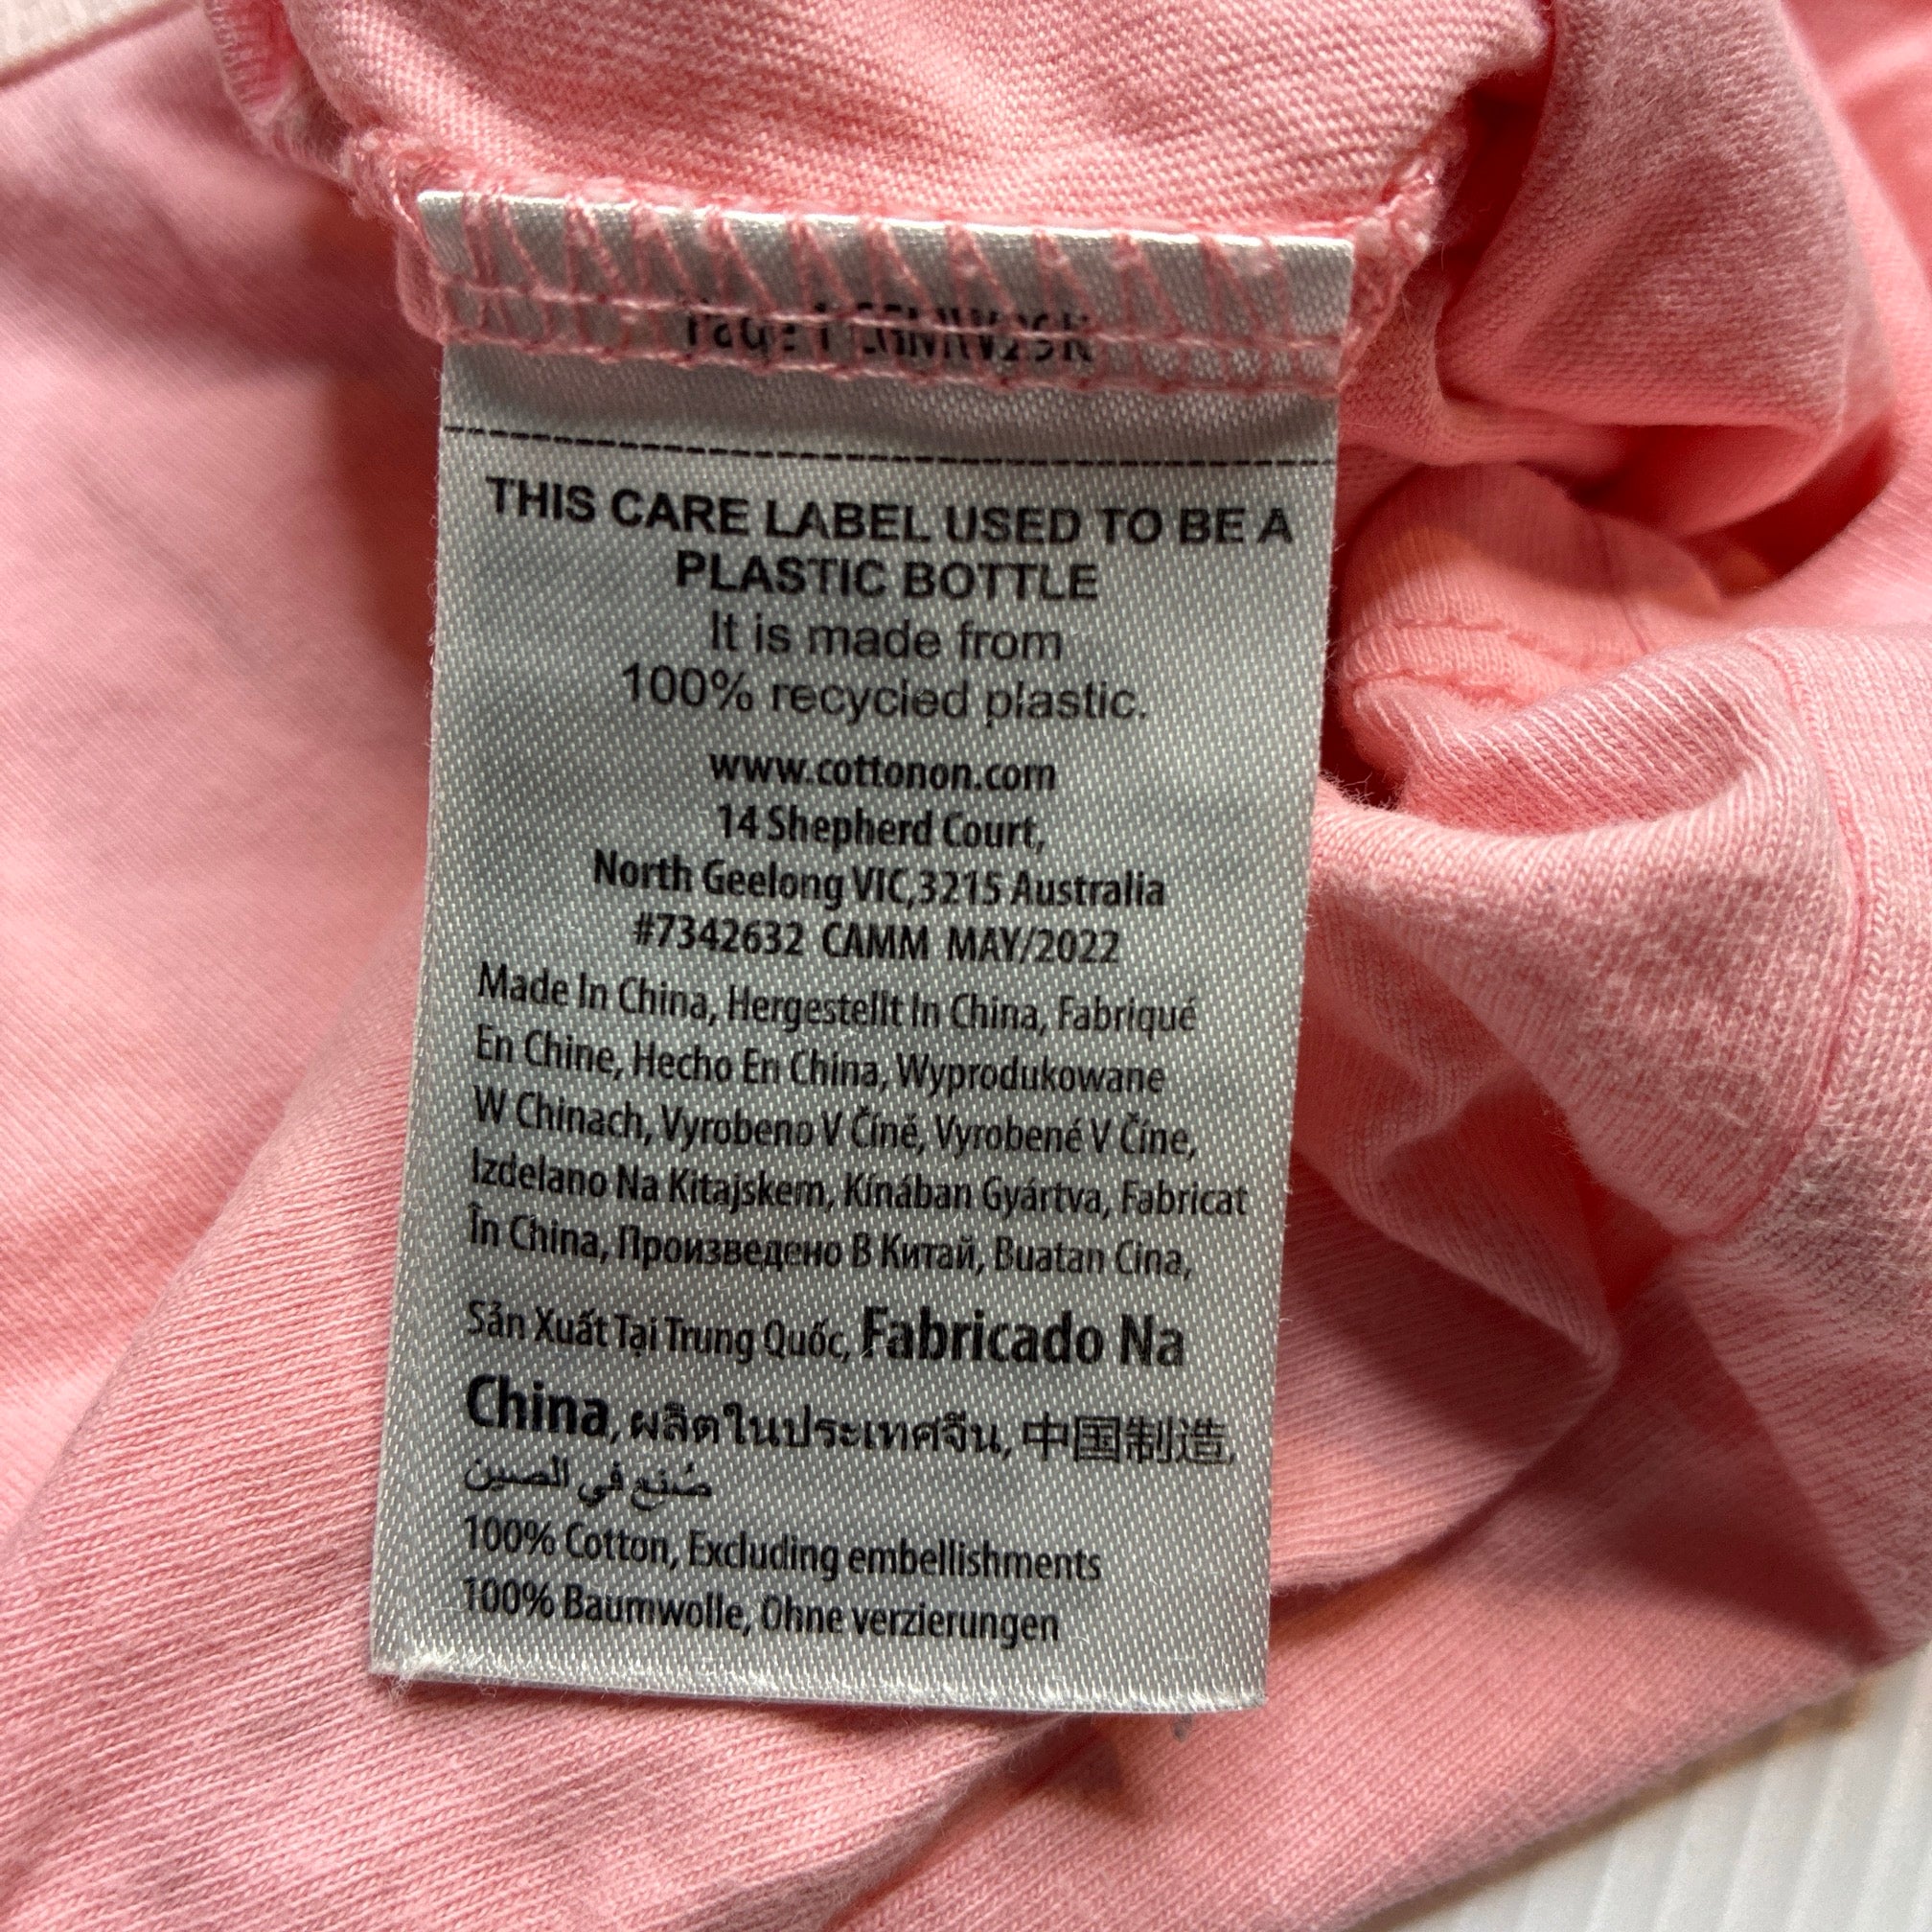 THIS CARE LABEL USED TO BE A
PLASTIC BOTTLE
It is made from
100% recycled plastic.
www.cottonon.com
14 Shepherd Court,
North Geelong VIC,3215 Australia
#7342632 CAMM MAY/2022
Made In China, Hergestellt In China, Fabriqué
En Chine, Hecho En China, Wyprodukowane
W Chinach, Vyrobeno V Číně, Vyrobené V Číne,
Izdelano Na Kitajskem, Kínában Gyártva, Fabricat
În China, Произведено В Китай, Buatan Cina,
Sản Xuất Tại Trung Quốc, Fabricado Na
China, ผลิตในประเทศจีน, 中国制造,
صُنع في الصين
100% Cotton, Excluding embellishments
100% Baumwolle, Ohne verzierungen